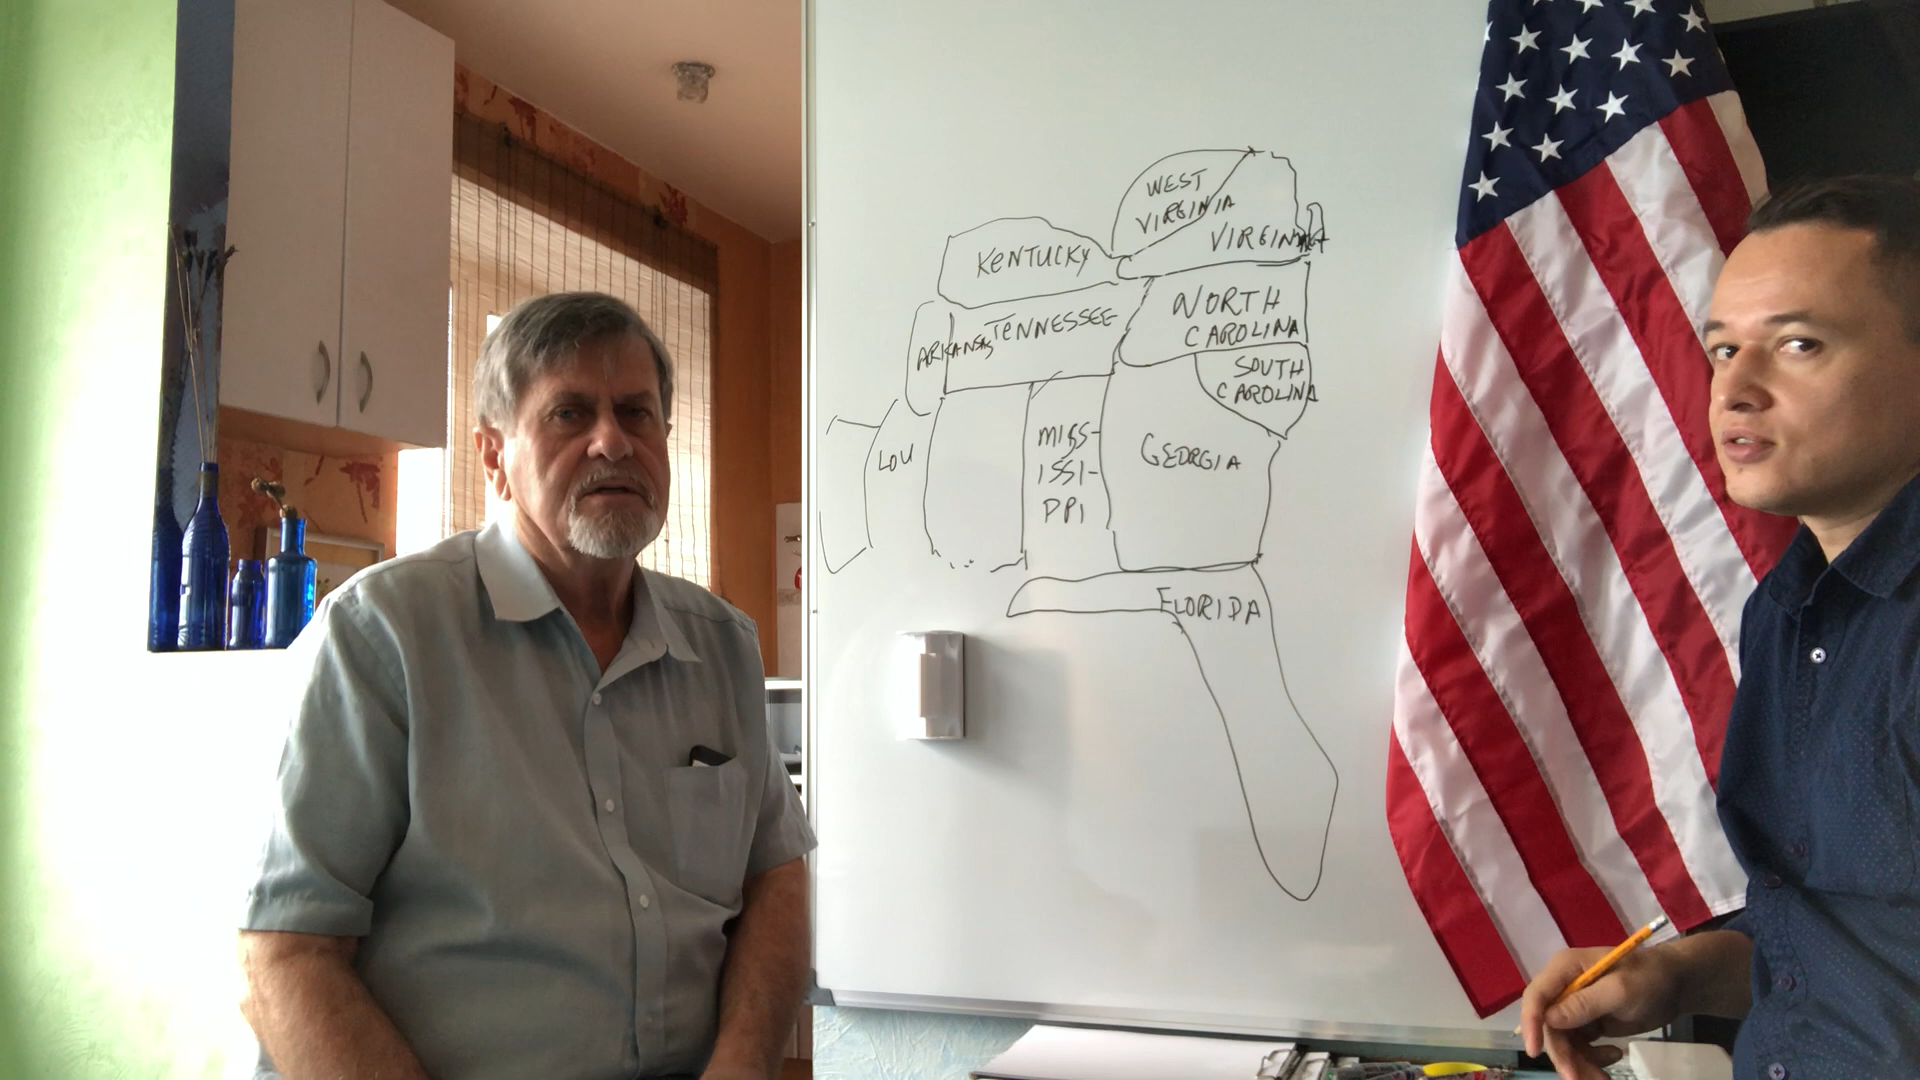 WEST
VIRGINIA
VIRGINIA
KENTUCKY
NORTH
CAROLINA
TENNESSEE
ARKANSAS
SOUTH
CAROLINA
LOU
MISS-
ISSI-
PPI
GEORGIA
FLORIDA